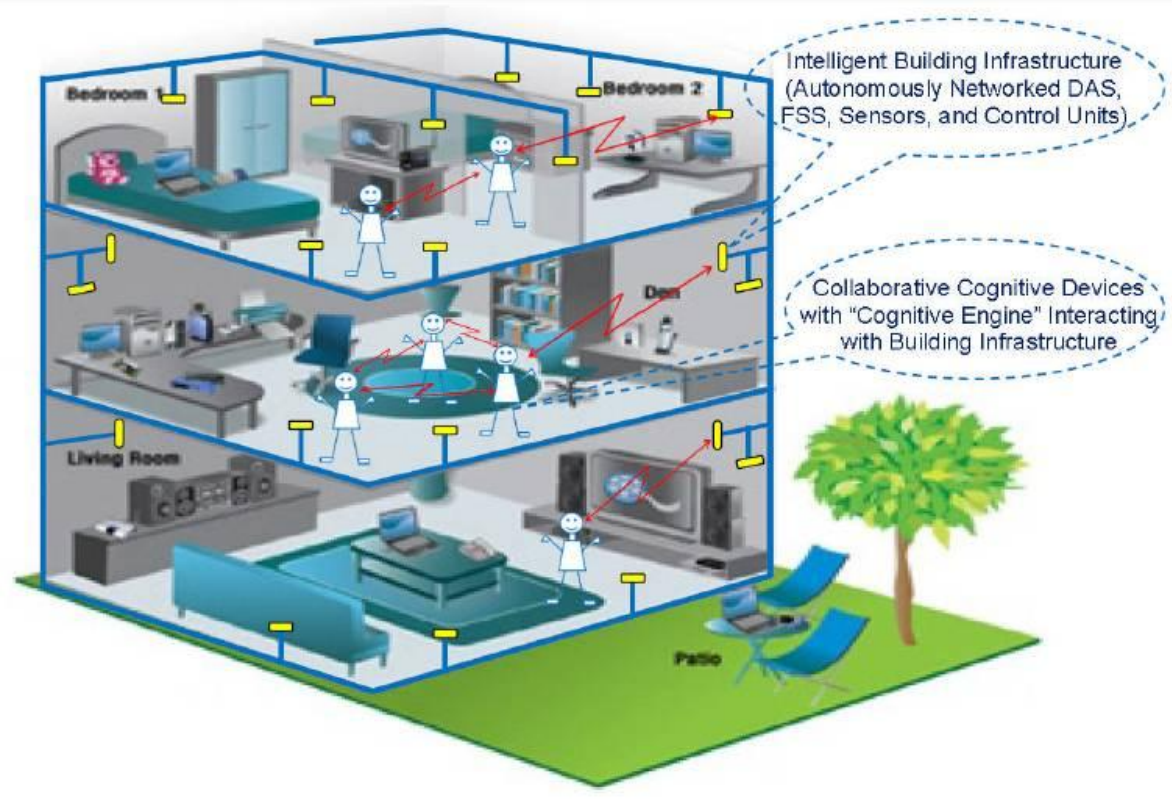 Intelligent Building Infrastructure
(Autonomously Networked DAS,
FSS, Sensors, and Control Units)
Bedroom 1
Bedroom 2
Den
Collaborative Cognitive Devices
with “Cognitive Engine” Interacting
with Building Infrastructure
Living Room
Patio